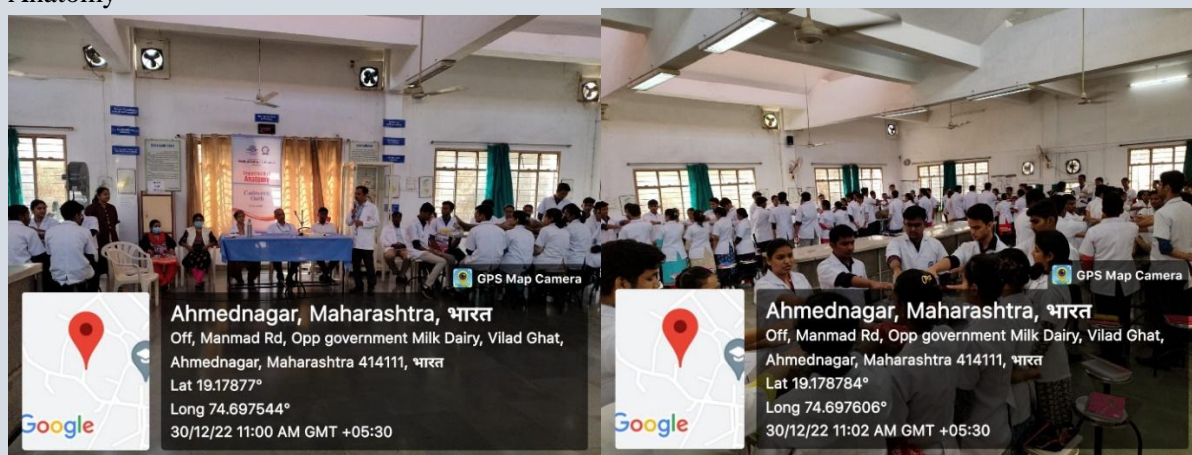 Anatomy
Anatomy
Cadaveric
Oath
GPS Map Camera
Ahmednagar, Maharashtra, भारत
Off, Manmad Rd, Opp government Milk Dairy, Vilad Ghat,
Ahmednagar, Maharashtra 414111, भारत
Lat 19.17877°
Long 74.697544°
30/12/22 11:00 AM GMT +05:30
Google
GPS Map Camera
Ahmednagar, Maharashtra, भारत
Off, Manmad Rd, Opp government Milk Dairy, Vilad Ghat,
Ahmednagar, Maharashtra 414111, भारत
Lat 19.178784°
Long 74.697606°
30/12/22 11:02 AM GMT +05:30
Google